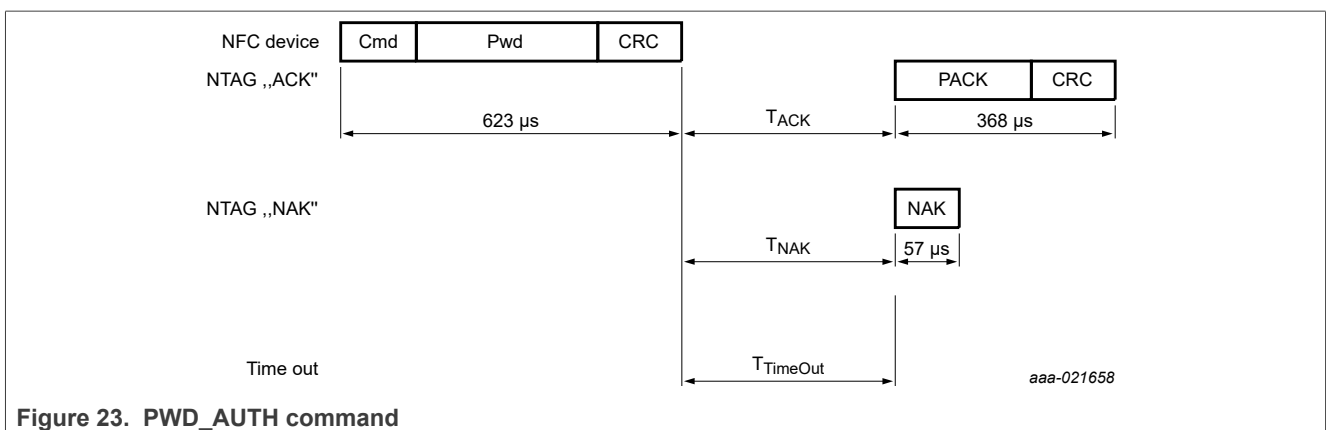 NFC device Cmd Pwd CRC
NTAG ,,ACK" PACK CRC
623 µs TACK 368 µs
NTAG ,,NAK" NAK
TNAK 57 µs
Time out TTimeOut aaa-021658
Figure 23. PWD_AUTH command